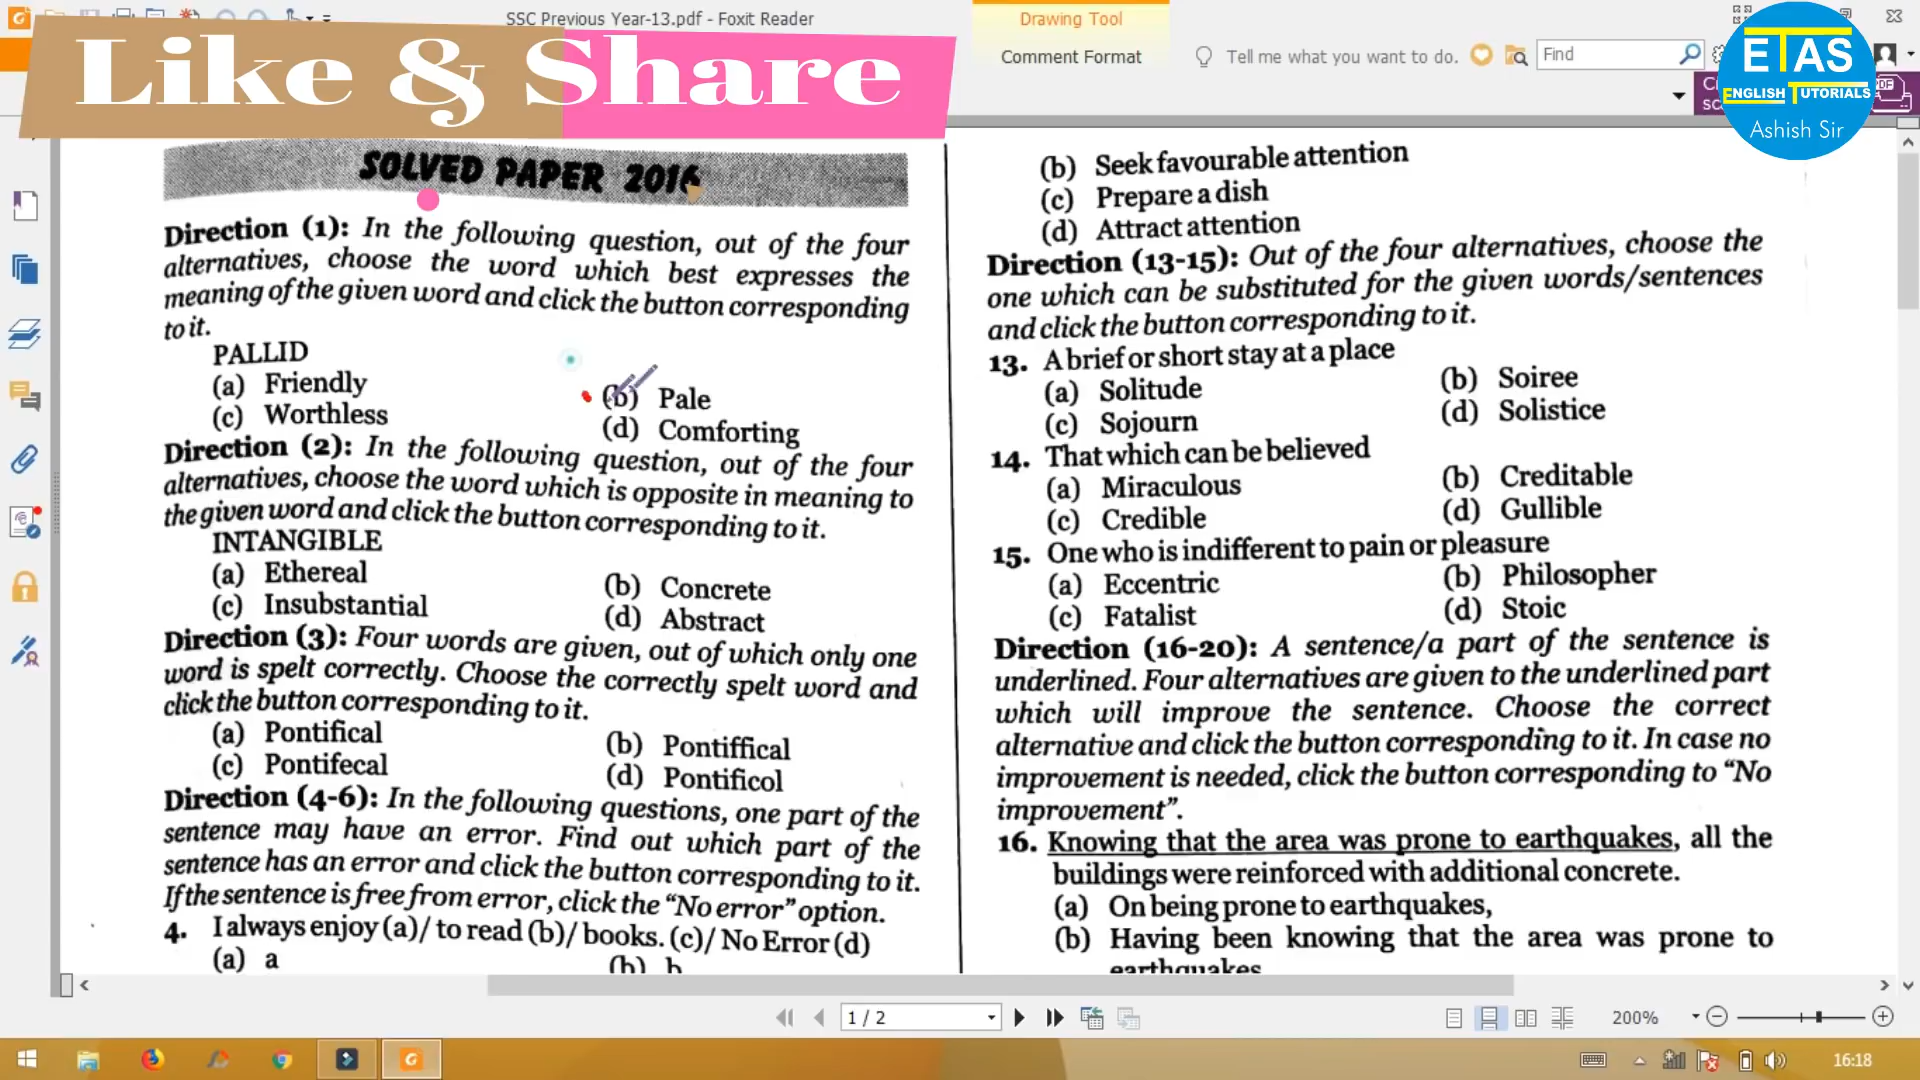 SSC Previous Year-13.pdf - Foxit Reader
Drawing Tool
Comment Format
Tell me what you want to do.
Find
Like & Share
ETAS
ENGLISH TUTORIALS
Ashish Sir
SOLVED PAPER 2016
Direction (1): In the following question, out of the four
alternatives, choose the word which best expresses the
meaning of the given word and click the button corresponding
to it.
PALLID
(a) Friendly
(b) Pale
(c) Worthless
(d) Comforting
Direction (2): In the following question, out of the four
alternatives, choose the word which is opposite in meaning to
the given word and click the button corresponding to it.
INTANGIBLE
(a) Ethereal
(b) Concrete
(c) Insubstantial
(d) Abstract
Direction (3): Four words are given, out of which only one
word is spelt correctly. Choose the correctly spelt word and
click the button corresponding to it.
(a) Pontifical
(b) Pontiffical
(c) Pontifecal
(d) Pontificol
Direction (4-6): In the following questions, one part of the
sentence may have an error. Find out which part of the
sentence has an error and click the button corresponding to it.
If the sentence is free from error, click the "No error" option.
4. I always enjoy (a)/ to read (b)/ books. (c)/ No Error (d)
(a) a
(b) b
(b) Seek favourable attention
(c) Prepare a dish
(d) Attract attention
Direction (13-15): Out of the four alternatives, choose the
one which can be substituted for the given words/sentences
and click the button corresponding to it.
13. A brief or short stay at a place
(a) Solitude
(b) Soiree
(c) Sojourn
(d) Solistice
14. That which can be believed
(a) Miraculous
(b) Creditable
(c) Credible
(d) Gullible
15. One who is indifferent to pain or pleasure
(a) Eccentric
(b) Philosopher
(c) Fatalist
(d) Stoic
Direction (16-20): A sentence/a part of the sentence is
underlined. Four alternatives are given to the underlined part
which will improve the sentence. Choose the correct
alternative and click the button corresponding to it. In case no
improvement is needed, click the button corresponding to "No
improvement".
16. Knowing that the area was prone to earthquakes, all the
buildings were reinforced with additional concrete.
(a) On being prone to earthquakes,
(b) Having been knowing that the area was prone to
earthquakes
1 / 2
200%
16:18